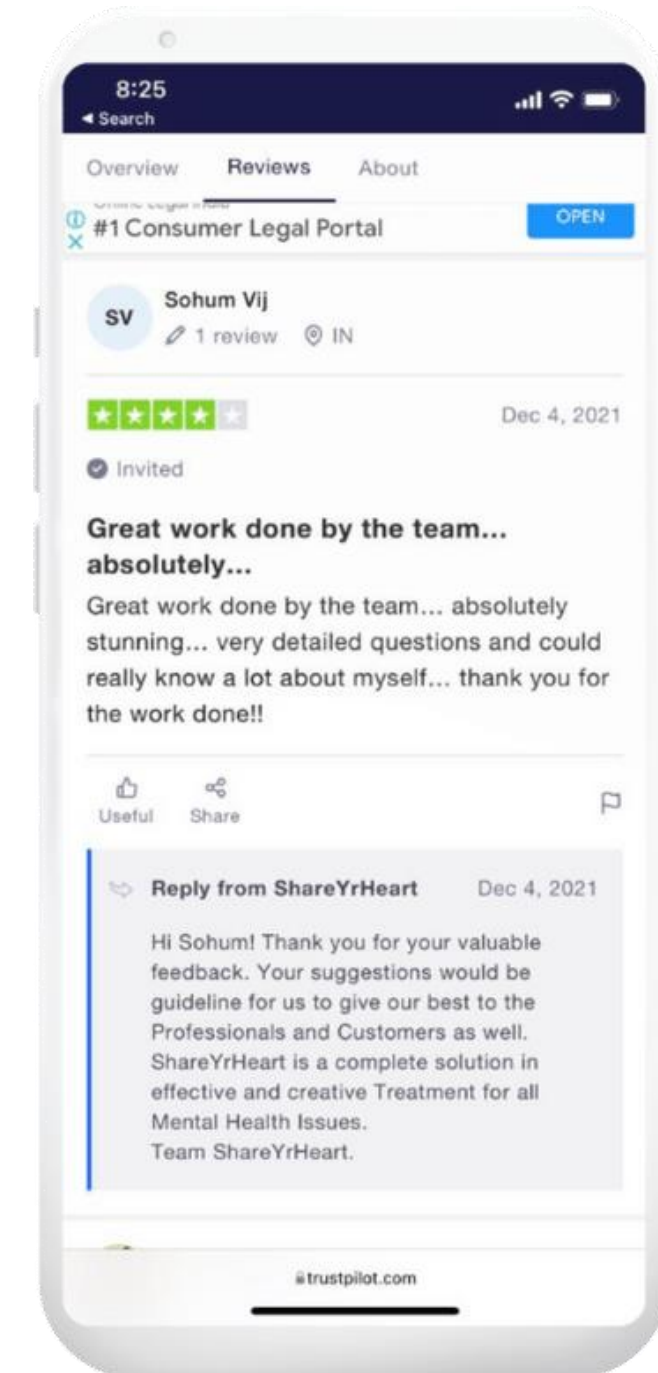 8:25
◄ Search
Overview Reviews About
#1 Consumer Legal Portal
OPEN
SV
Sohum Vij
1 review IN
Dec 4, 2021
Invited
Great work done by the team...
absolutely...
Great work done by the team... absolutely
stunning... very detailed questions and could
really know a lot about myself... thank you for
the work done!!
Useful Share
Reply from ShareYrHeart Dec 4, 2021
Hi Sohum! Thank you for your valuable
feedback. Your suggestions would be
guideline for us to give our best to the
Professionals and Customers as well.
ShareYrHeart is a complete solution in
effective and creative Treatment for all
Mental Health Issues.
Team ShareYrHeart.
trustpilot.com